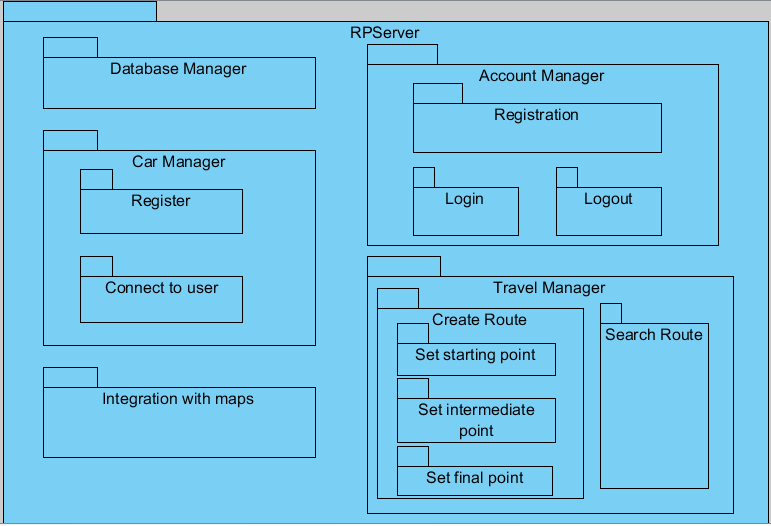 RPServer
Database Manager
Car Manager
Register
Connect to user
Integration with maps
Account Manager
Registration
Login
Logout
Travel Manager
Create Route
Set starting point
Set intermediate
point
Set final point
Search Route